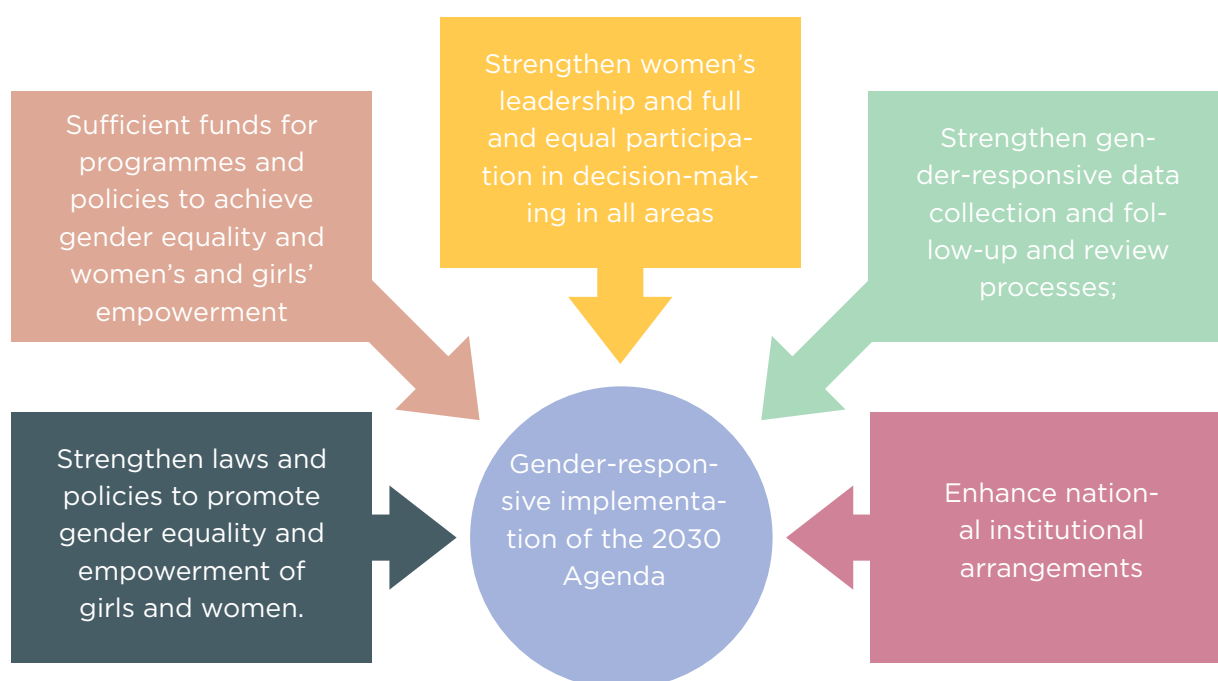 Strengthen women’s
leadership and full
and equal participa-
tion in decision-mak-
ing in all areas
Sufficient funds for
programmes and
policies to achieve
gender equality and
women’s and girls’
empowerment
Strengthen gen-
der-responsive data
collection and fol-
low-up and review
processes;
Strengthen laws and
policies to promote
gender equality and
empowerment of
girls and women.
Gender-respon-
sive implementa-
tion of the 2030
Agenda
Enhance nation-
al institutional
arrangements